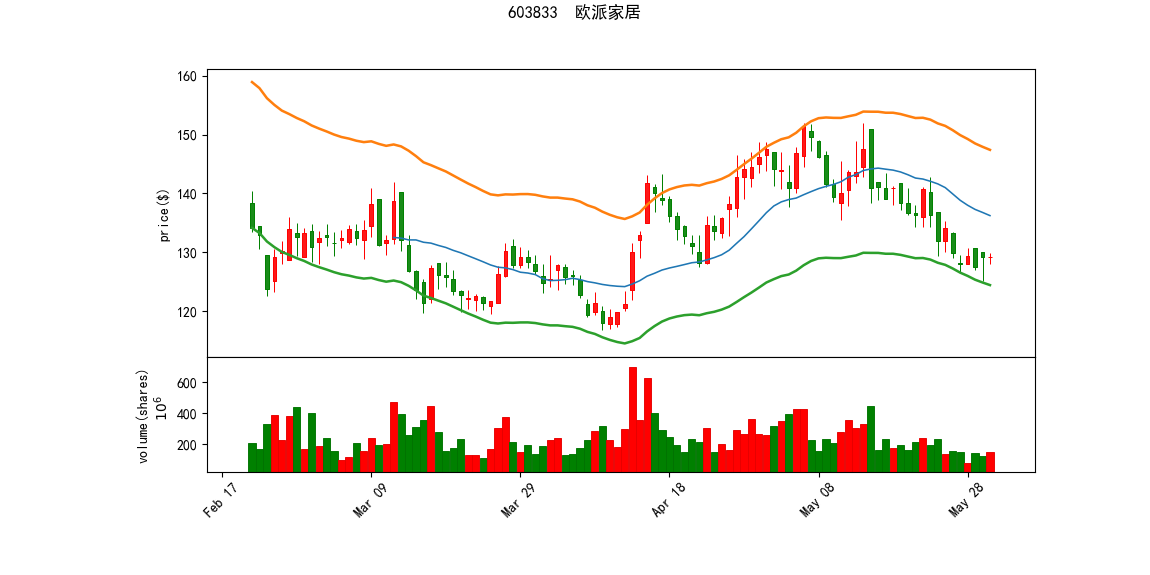 603833  欧派家居
price($)
160
150
140
130
120
volume(shares)
10^6
600
400
200
Feb 17
Mar 09
Mar 29
Apr 18
May 08
May 28